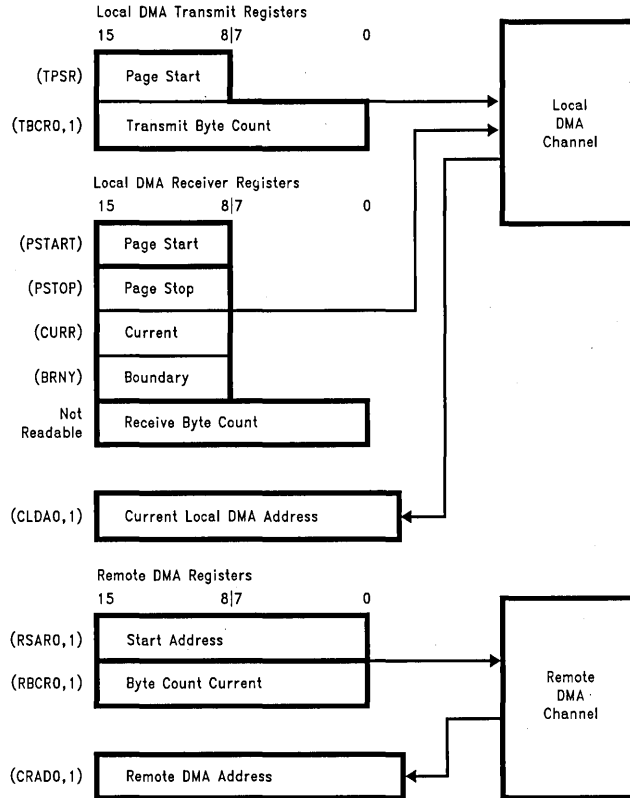 Local DMA Transmit Registers
15 8|7 0
(TPSR) Page Start
(TBCR0,1) Transmit Byte Count
Local
DMA
Channel
Local DMA Receiver Registers
15 8|7 0
(PSTART) Page Start
(PSTOP) Page Stop
(CURR) Current
(BRNY) Boundary
Not
Readable
Receive Byte Count
(CLDA0,1) Current Local DMA Address
Remote DMA Registers
15 8|7 0
(RSAR0,1) Start Address
(RBCR0,1) Byte Count Current
Remote
DMA
Channel
(CRAD0,1) Remote DMA Address